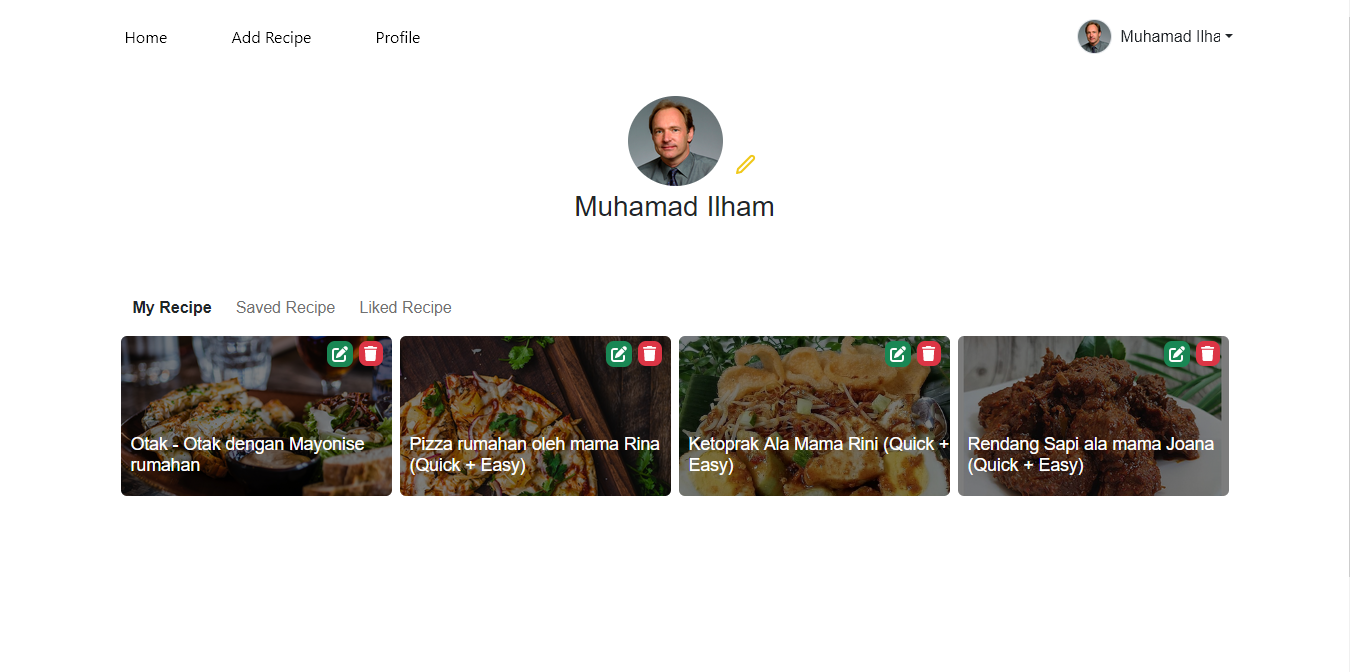 Home Add Recipe Profile Muhamad Ilha
Muhamad Ilham
My Recipe Saved Recipe Liked Recipe
Otak - Otak dengan Mayonise
rumahan
Pizza rumahan oleh mama Rina
(Quick + Easy)
Ketoprak Ala Mama Rini (Quick +
Easy)
Rendang Sapi ala mama Joana
(Quick + Easy)